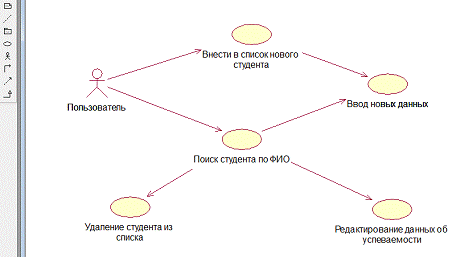 Внести в список нового
студента
Пользователь
Ввод новых данных
Поиск студента по ФИО
Удаление студента из
списка
Редактирование данных об
успеваемости